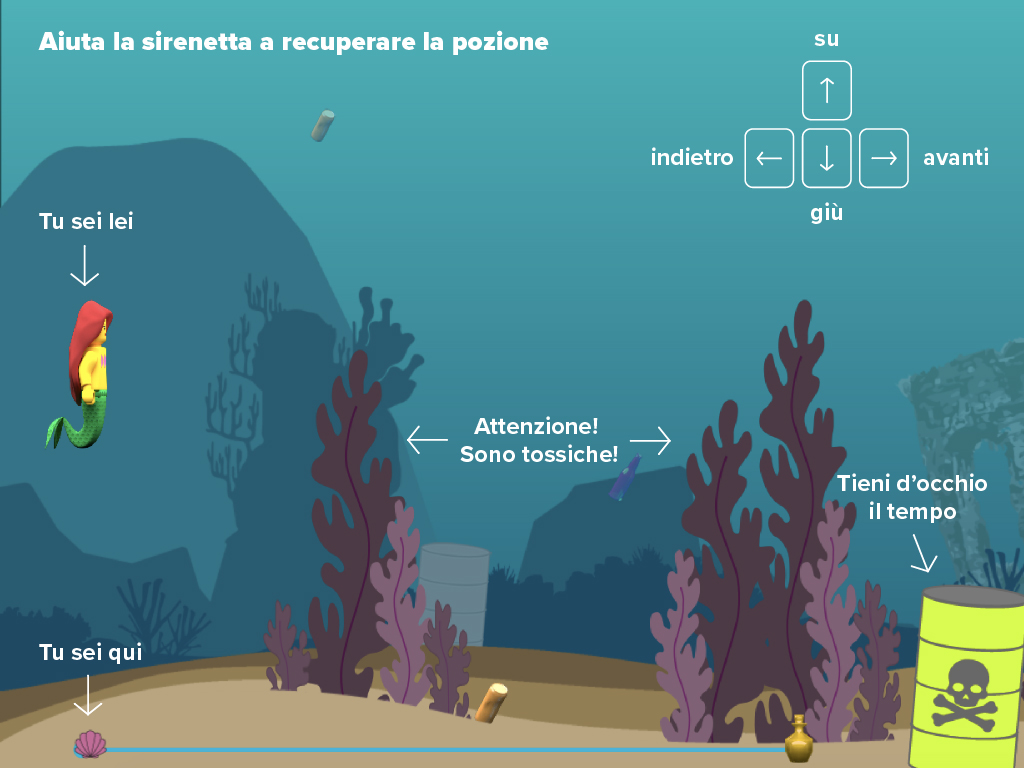 Aiuta la sirenetta a recuperare la pozione
su
↑
indietro ← ↓ → avanti
giù
Tu sei lei
Attenzione!
Sono tossiche!
Tieni d'occhio
il tempo
Tu sei qui